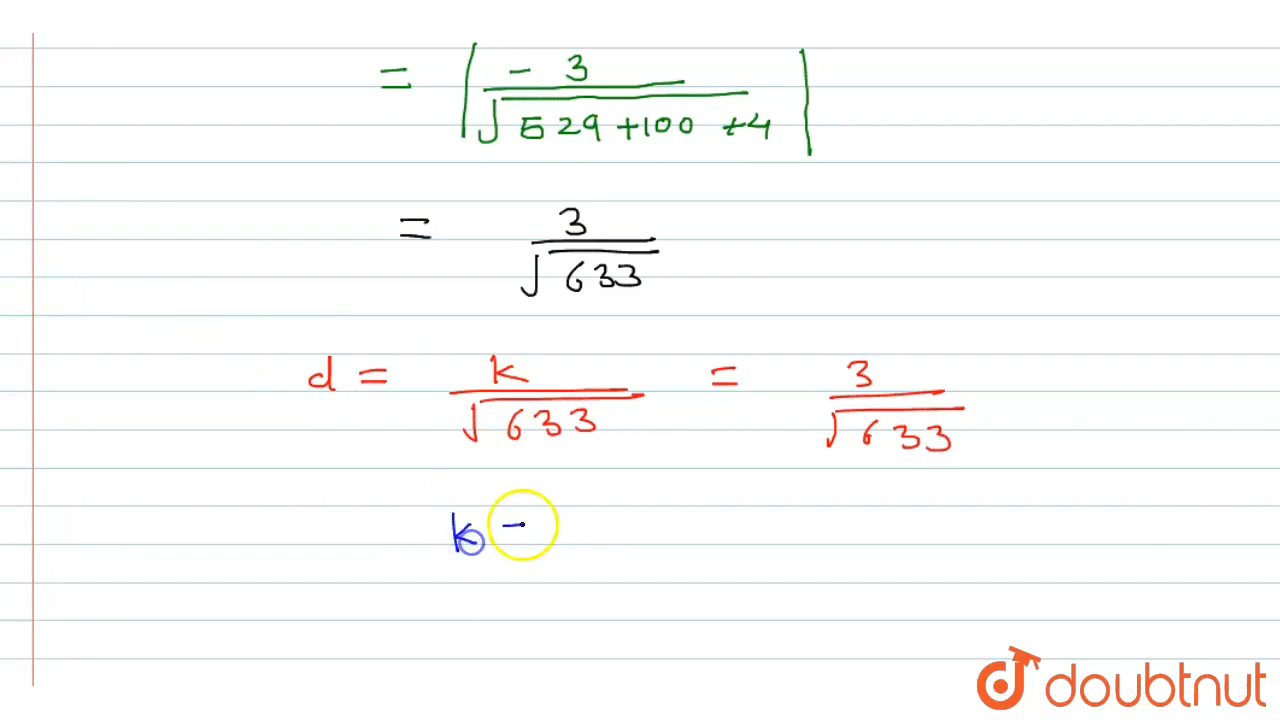 = | - 3 / √529 + 100 + 4 |
= 3 / √633
d = k / √633 = 3 / √633
k -
doubtnut